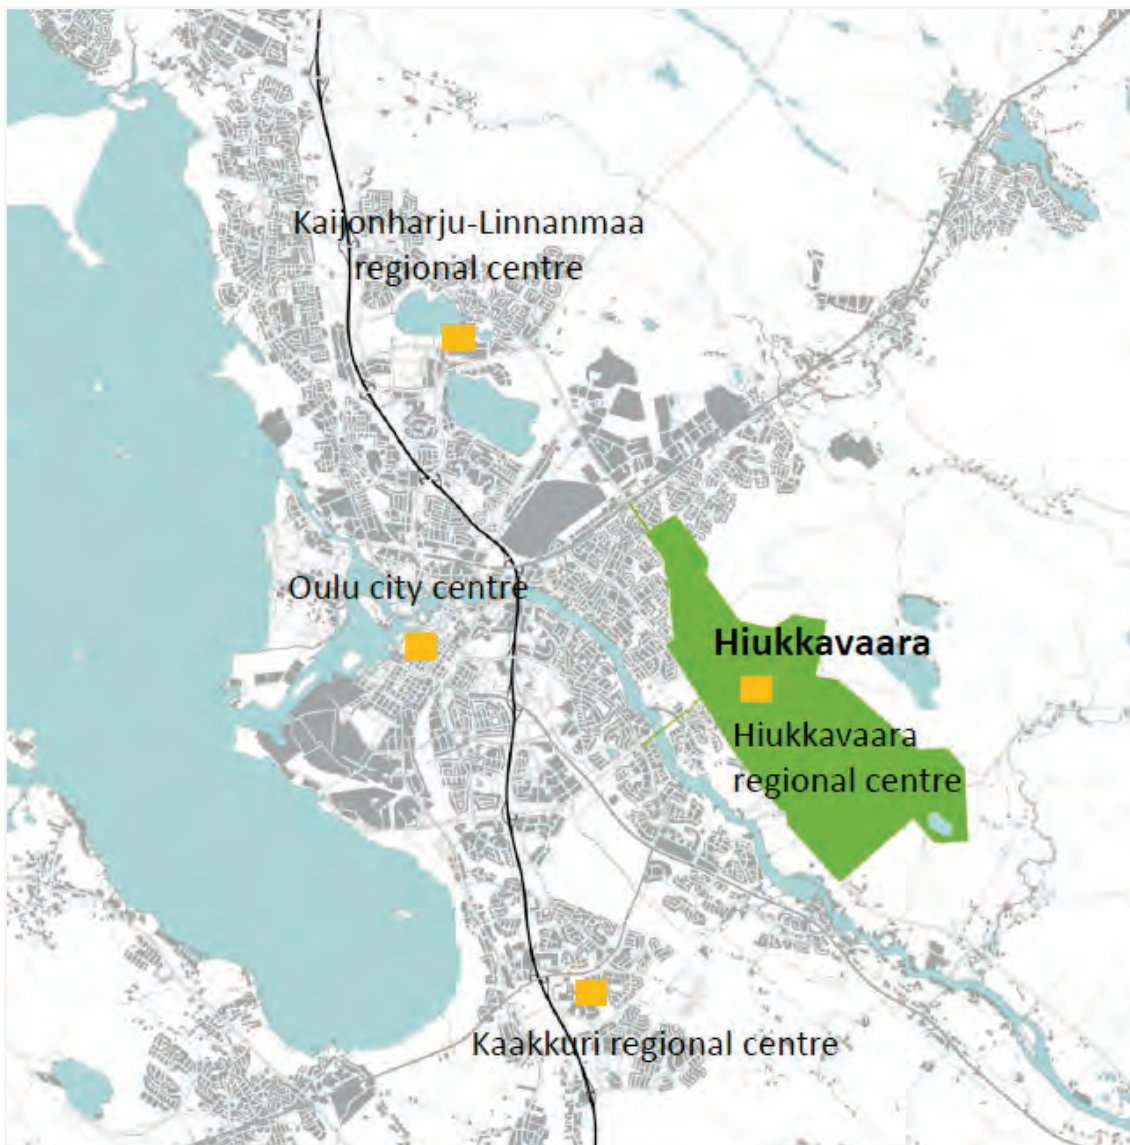 Kaijonharju-Linnanmaa
regional centre
Oulu city centre
Hiukkavaara
Hiukkavaara
regional centre
Kaakkuri regional centre